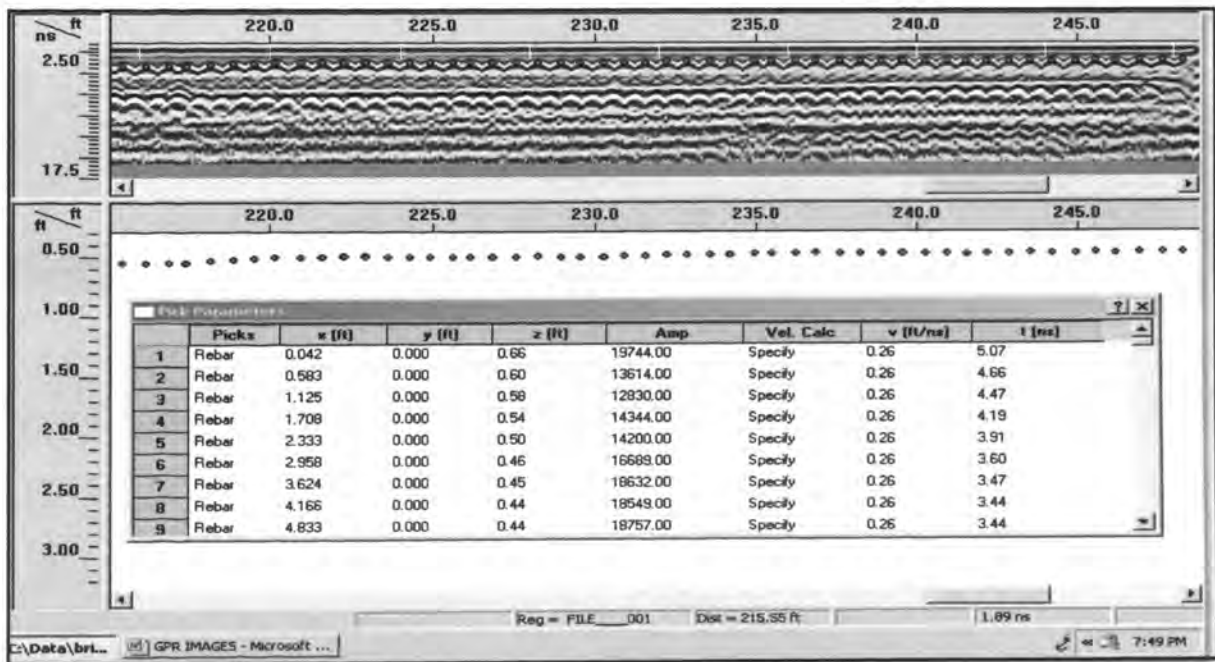 ft
ns
220.0 225.0 230.0 235.0 240.0 245.0
2.50
17.5
ft
ft
220.0 225.0 230.0 235.0 240.0 245.0
0.50
1.00
1.50
2.00
2.50
3.00
Pick Parameters
Picks x [ft] y [ft] z [ft] Amp Vel. Calc v [ft/ns] t [ns]
1 Rebar 0.042 0.000 0.66 19744.00 Specify 0.26 5.07
2 Rebar 0.583 0.000 0.60 13614.00 Specify 0.26 4.66
3 Rebar 1.125 0.000 0.58 12830.00 Specify 0.26 4.47
4 Rebar 1.708 0.000 0.54 14344.00 Specify 0.26 4.19
5 Rebar 2.333 0.000 0.50 14200.00 Specify 0.26 3.91
6 Rebar 2.958 0.000 0.46 16689.00 Specify 0.26 3.60
7 Rebar 3.624 0.000 0.45 18632.00 Specify 0.26 3.47
8 Rebar 4.166 0.000 0.44 18549.00 Specify 0.26 3.44
9 Rebar 4.833 0.000 0.44 18757.00 Specify 0.26 3.44
Reg = FILE___001 Dist = 215.55 ft 1.89 ns
C:\Data\bri... GPR IMAGES - Microsoft ... 7:49 PM